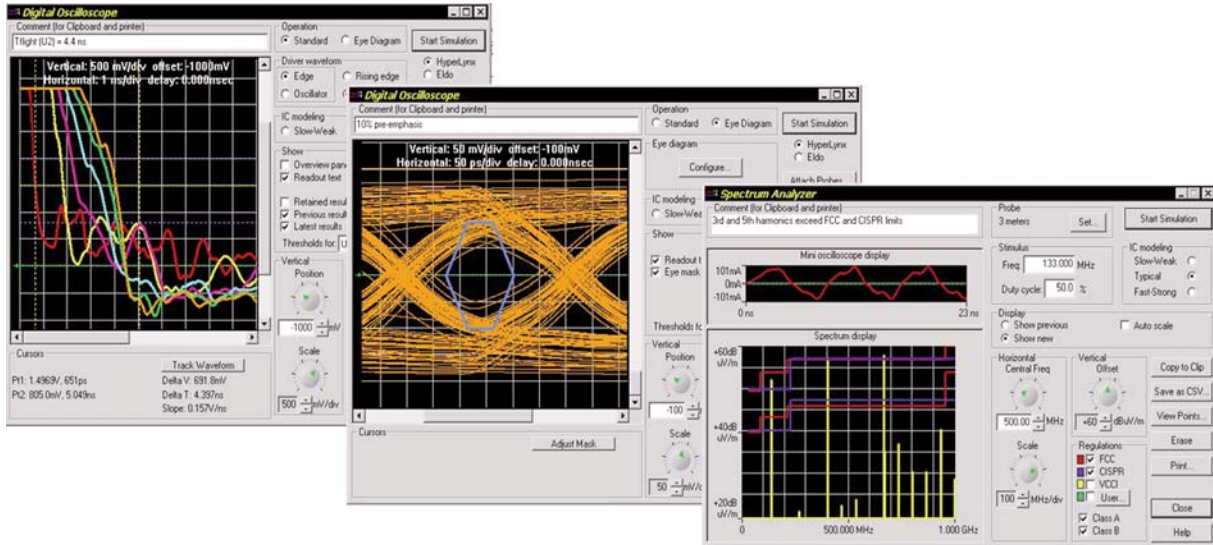 Digital Oscilloscope
Comment (for Clipboard and printer)
Tflight (U2) = 4.4 ns
Vertical: 500 mV/div offset: -1000mV
Horizontal: 1 ns/div delay: 0.000nsec
Operation
Standard
Eye Diagram
Start Simulation
Driver waveform
Edge
Rising edge
Oscillator
HyperLynx
Eldo
IC modeling
Slow-Weak
Show
Readout text
Previous
Latest results
Thresholds for:
Vertical
Position
-1000 mV
Scale
500 mV/div
Cursors
Track Waveform
Pt1: 1.4969V, 651ps
Pt2: 805.0mV, 5.049ns
Delta V: 691.8mV
Delta T: 4.397ns
Slope: 0.157V/ns
Digital Oscilloscope
Comment (for Clipboard and printer)
10% pre-emphasis
Vertical: 50 mV/div offset: -100mV
Horizontal: 50 ps/div delay: 0.000nsec
Operation
Standard
Eye Diagram
Start Simulation
Eye diagram
Configure...
HyperLynx
Eldo
Attach Probes...
IC modeling
Show
Readout
Eye mask
Thresholds
Vertical
Position
-100
Scale
50
Cursors
Adjust Mask
Spectrum Analyzer
Comment (for Clipboard and printer)
3rd and 5th harmonics exceed FCC and CISPR limits
Probe
3 meters
Set...
Start Simulation
Mini oscilloscope display
101mA
0mA
-101mA
0 ns
23 ns
Stimulus
Freq: 133.000 MHz
Duty cycle: 50.0 %
IC modeling
Slow-Weak
Typical
Fast-Strong
Display
Show previous
Show new
Auto scale
Spectrum display
+60dB
uV/m
+40dB
uV/m
+20dB
uV/m
0
500.000 MHz
1.000 GHz
Horizontal
Central Freq
500.00 MHz
Scale
100 MHz/div
Vertical
Offset
+60 dBuV/m
Regulations
FCC
CISPR
VCCI
User...
Class A
Class B
Copy to Clip
Save as CSV...
View Points...
Erase
Print...
Close
Help